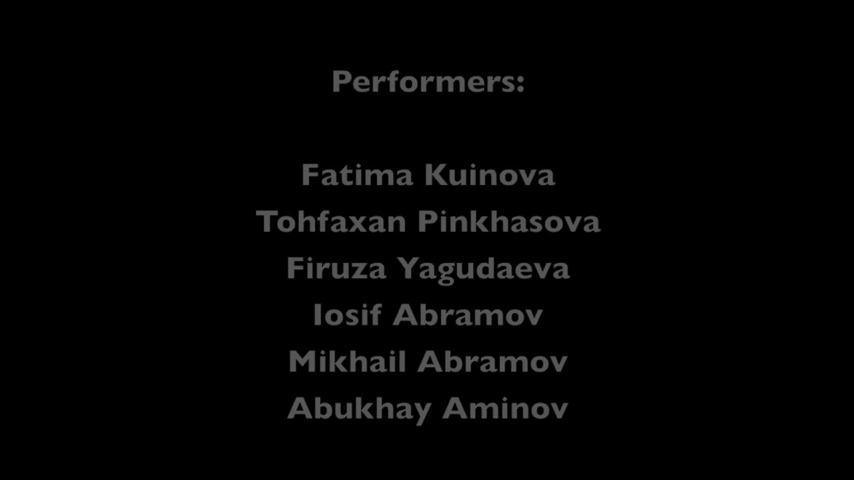 Performers:
Fatima Kuinova
Tohfaxan Pinkhasova
Firuza Yagudaeva
Iosif Abramov
Mikhail Abramov
Abukhay Aminov